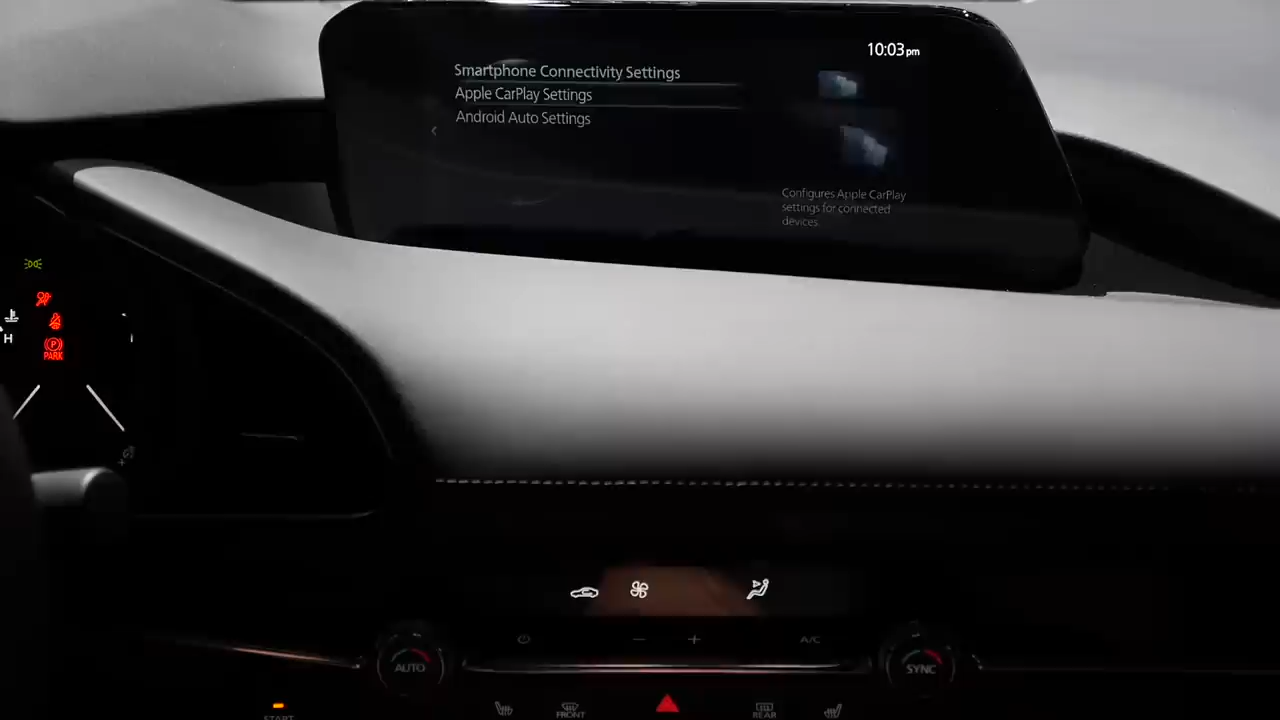 10:03pm
Smartphone Connectivity Settings
Apple CarPlay Settings
Android Auto Settings
Configures Apple CarPlay
settings for connected
devices.
H
P
PARK
A/C
AUTO
SYNC
START
FRONT
REAR